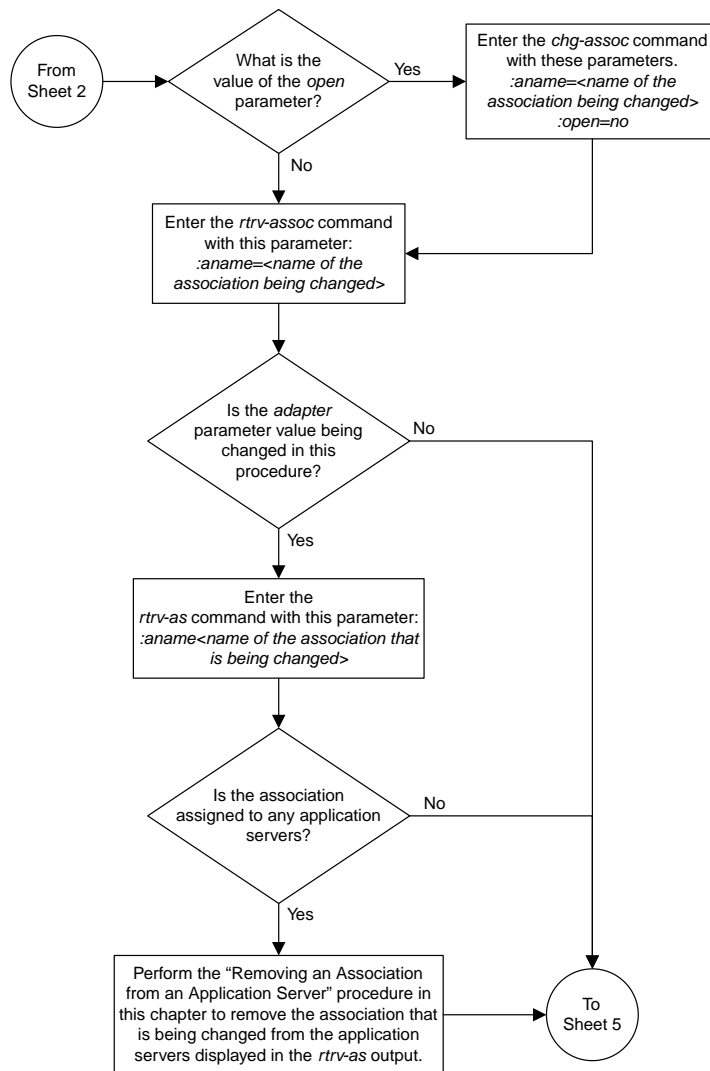 From
Sheet 2
What is the
value of the open
parameter?
Yes
Enter the chg-assoc command
with these parameters.
:aname=<name of the
association being changed>
:open=no
No
Enter the rtrv-assoc command
with this parameter:
:aname=<name of the
association being changed>
Is the adapter
parameter value being
changed in this
procedure?
No
Yes
Enter the
rtrv-as command with this parameter:
:aname<name of the association that
is being changed>
Is the association
assigned to any application
servers?
No
Yes
Perform the “Removing an Association
from an Application Server” procedure in
this chapter to remove the association that
is being changed from the application
servers displayed in the rtrv-as output.
To
Sheet 5